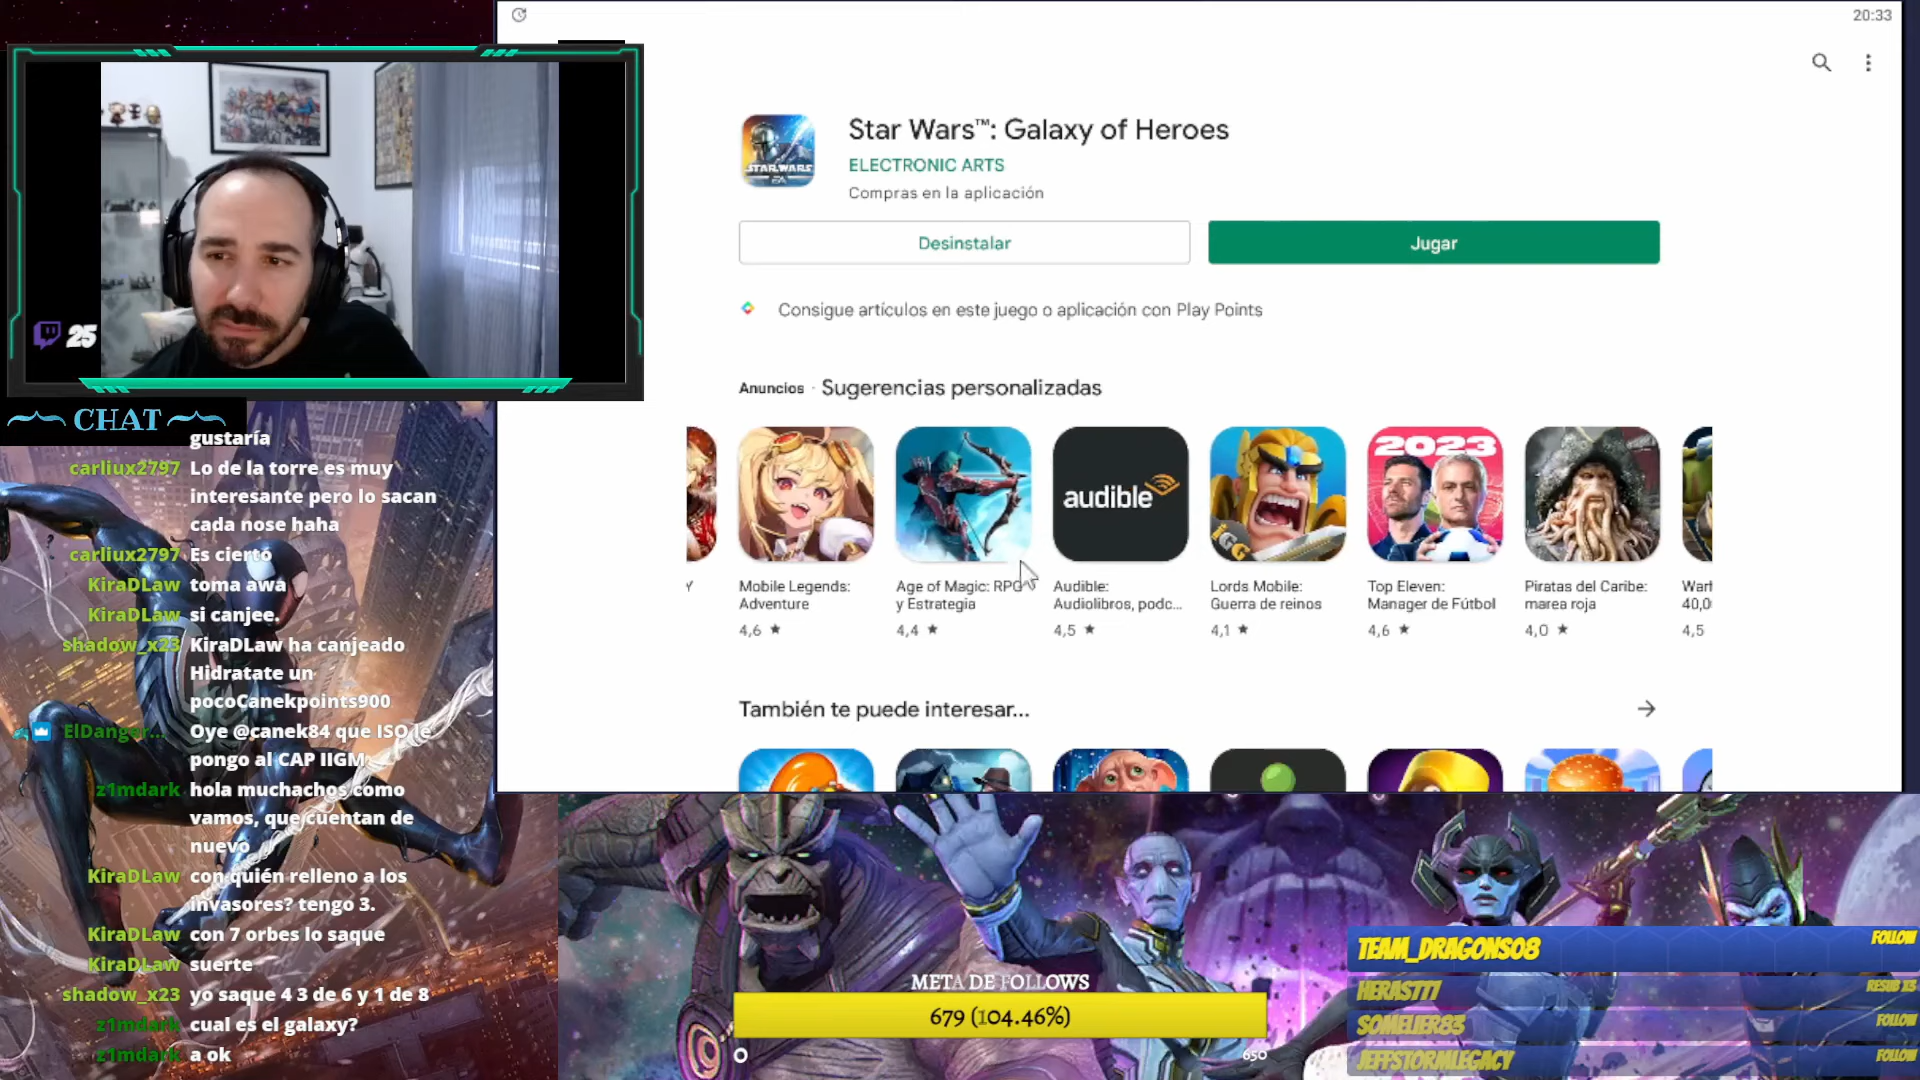 20:33
Star Wars™: Galaxy of Heroes
ELECTRONIC ARTS
Compras en la aplicación
Desinstalar
Jugar
Consigue artículos en este juego o aplicación con Play Points
Anuncios · Sugerencias personalizadas
STAR WARS
EA
audible
IGG
2023
Mobile Legends:
Adventure
4,6 ★
Age of Magic: RPG
y Estrategia
4,4 ★
Audible:
Audiolibros, podc...
4,5 ★
Lords Mobile:
Guerra de reinos
4,1 ★
Top Eleven:
Manager de Fútbol
4,6 ★
Piratas del Caribe:
marea roja
4,0 ★
40,0
4,5
También te puede interesar...
25
CHAT
gustaría
carliux2797 Lo de la torre es muy
interesante pero lo sacan
cada nose haha
carliux2797 Es cierto
KiraDLaw toma awa
KiraDLaw si canjee.
shadow_x23 KiraDLaw ha canjeado
Hidratate un
pocoCanekpoints900
ElDanger... Oye @canek84 que ISO le
pongo al CAP IIGM
z1mdark hola muchachos como
vamos, que cuentan de
nuevo
KiraDLaw con quién relleno a los
invasores? tengo 3.
KiraDLaw con 7 orbes lo saque
KiraDLaw suerte
shadow_x23 yo saque 4 3 de 6 y 1 de 8
z1mdark cual es el galaxy?
z1mdark a ok
META DE FOLLOWS
679 (104.46%)
0
650
TEAM_DRAGONS08
FOLLOW
HERAS777
RESUB X3
SOMELIER83
FOLLOW
JEFFSTORMLEGACY
FOLLOW